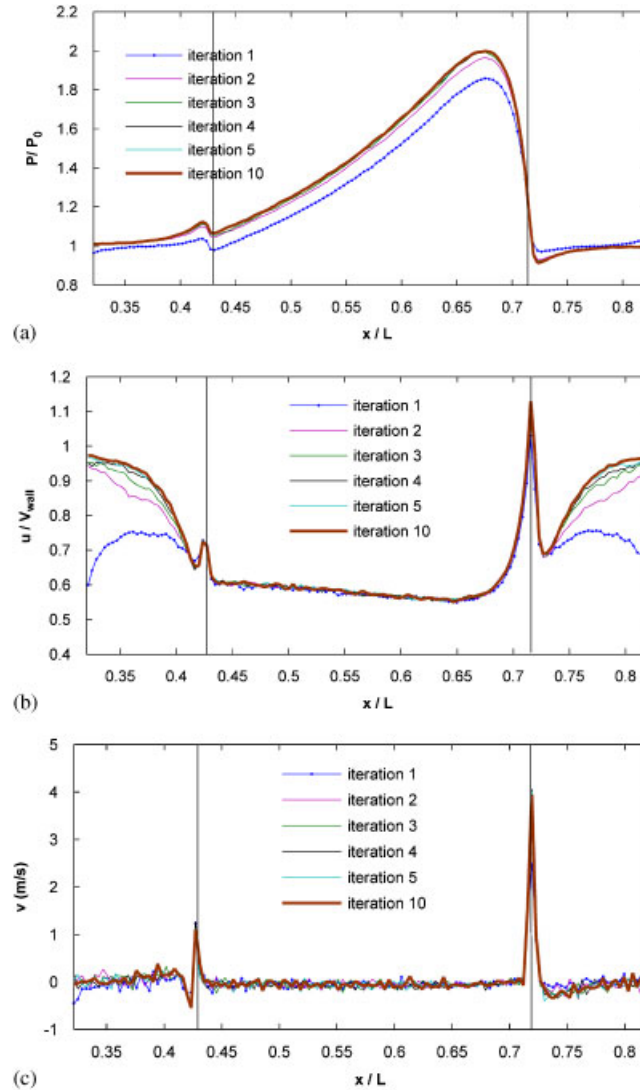 2.2
2
1.8
1.6
1.4
1.2
1
0.8
P/ P0
iteration 1
iteration 2
iteration 3
iteration 4
iteration 5
iteration 10
0.35 0.4 0.45 0.5 0.55 0.6 0.65 0.7 0.75 0.8
x / L
(a)
1.2
1.1
1
0.9
0.8
0.7
0.6
0.5
0.4
u / Vwall
iteration 1
iteration 2
iteration 3
iteration 4
iteration 5
iteration 10
0.35 0.4 0.45 0.5 0.55 0.6 0.65 0.7 0.75 0.8
x / L
(b)
5
4
3
2
1
0
-1
v (m/s)
iteration 1
iteration 2
iteration 3
iteration 4
iteration 5
iteration 10
0.35 0.4 0.45 0.5 0.55 0.6 0.65 0.7 0.75 0.8
x / L
(c)